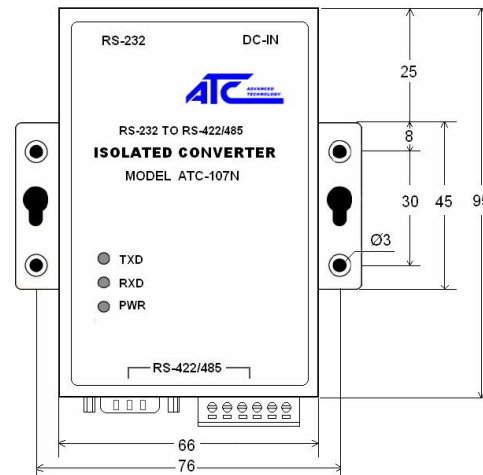 RS-232 DC-IN
25
ATC ADVANCED TECHNOLOGY
RS-232 TO RS-422/485
8
ISOLATED CONVERTER
MODEL ATC-107N
30 45 95
Ø3
TXD
RXD
PWR
RS-422/485
66
76